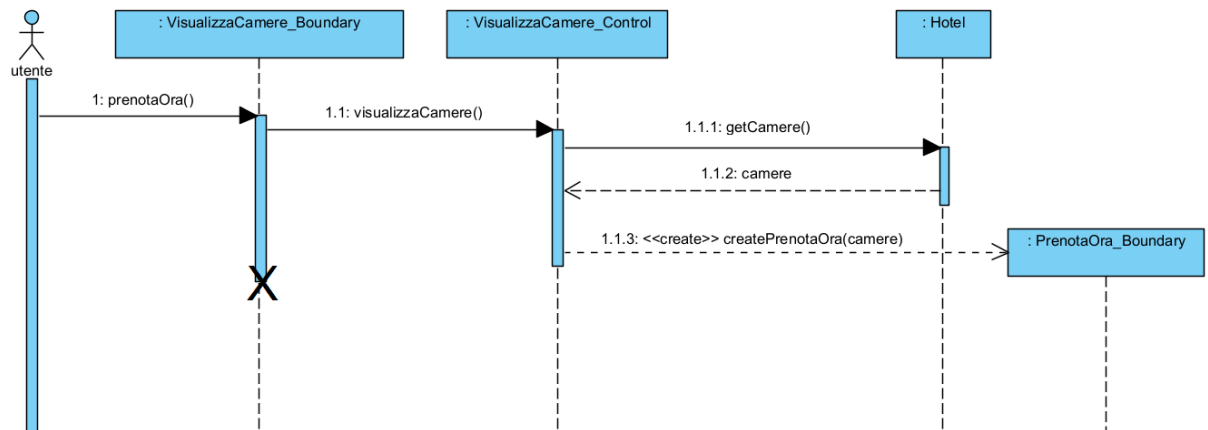 : VisualizzaCamere_Boundary
: VisualizzaCamere_Control
: Hotel
utente
1: prenotaOra()
1.1: visualizzaCamere()
1.1.1: getCamere()
1.1.2: camere
1.1.3: <<create>> createPrenotaOra(camere)
: PrenotaOra_Boundary